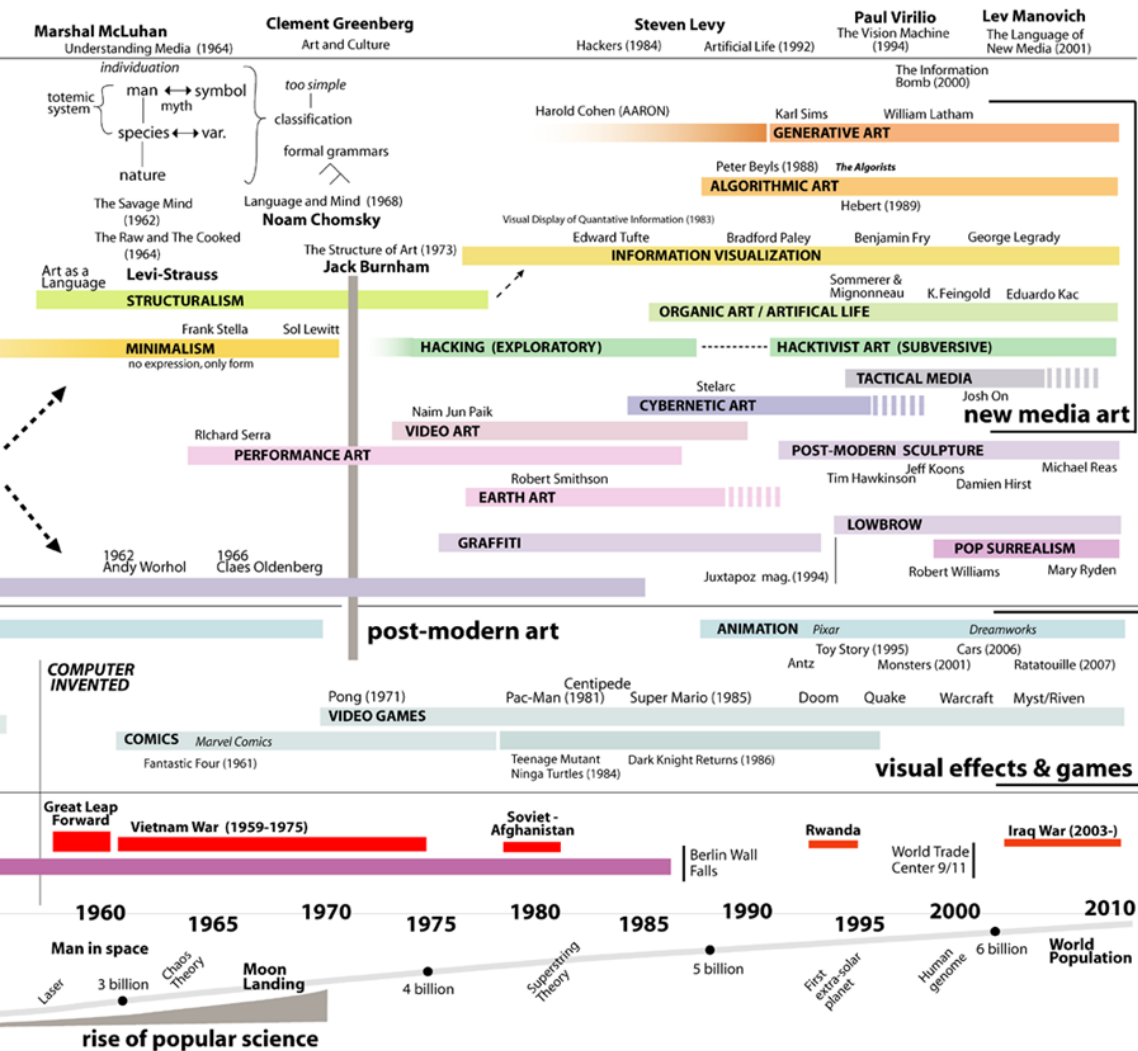 Marshal McLuhan
Understanding Media (1964)
Clement Greenberg
Art and Culture
Steven Levy
Hackers (1984)
Artificial Life (1992)
Paul Virilio
The Vision Machine
(1994)
Lev Manovich
The Language of
New Media (2001)
individuation
totemic
system
man
symbol
myth
species
var.
nature
too simple
classification
formal grammars
The Information
Bomb (2000)
Harold Cohen (AARON)
Karl Sims
William Latham
GENERATIVE ART
Peter Beyls (1988)
The Algorists
ALGORITHMIC ART
Hebert (1989)
The Savage Mind
(1962)
The Raw and The Cooked
(1964)
Levi-Strauss
Language and Mind (1968)
Noam Chomsky
The Structure of Art (1973)
Jack Burnham
Visual Display of Quantative Information (1983)
Edward Tufte
Bradford Paley
Benjamin Fry
George Legrady
INFORMATION VISUALIZATION
Art as a
Language
STRUCTURALISM
Sommerer &
Mignonneau
K.Feingold
Eduardo Kac
ORGANIC ART / ARTIFICAL LIFE
Frank Stella
Sol Lewitt
MINIMALISM
no expression, only form
HACKING (EXPLORATORY)
HACKTIVIST ART (SUBVERSIVE)
TACTICAL MEDIA
Josh On
Stelarc
CYBERNETIC ART
new media art
Naim Jun Paik
VIDEO ART
RIchard Serra
PERFORMANCE ART
POST-MODERN SCULPTURE
Jeff Koons
Michael Reas
Tim Hawkinson
Damien Hirst
Robert Smithson
EARTH ART
LOWBROW
GRAFFITI
POP SURREALISM
1962
Andy Worhol
1966
Claes Oldenberg
Juxtapoz mag. (1994)
Robert Williams
Mary Ryden
post-modern art
ANIMATION
Pixar
Dreamworks
Toy Story (1995)
Cars (2006)
Antz
Monsters (2001)
Ratatouille (2007)
COMPUTER
INVENTED
Pong (1971)
Centipede
Pac-Man (1981)
Super Mario (1985)
Doom
Quake
Warcraft
Myst/Riven
VIDEO GAMES
COMICS
Marvel Comics
Fantastic Four (1961)
Teenage Mutant
Ninga Turtles (1984)
Dark Knight Returns (1986)
visual effects & games
Great Leap
Forward
Vietnam War (1959-1975)
Soviet -
Afghanistan
Rwanda
Iraq War (2003-)
Berlin Wall
Falls
World Trade
Center 9/11
1960
1965
1970
1975
1980
1985
1990
1995
2000
2010
Man in space
Laser
3 billion
Chaos
Theory
Moon
Landing
4 billion
Superstring
Theory
5 billion
First
extra-solar
planet
Human
genome
6 billion
World
Population
rise of popular science